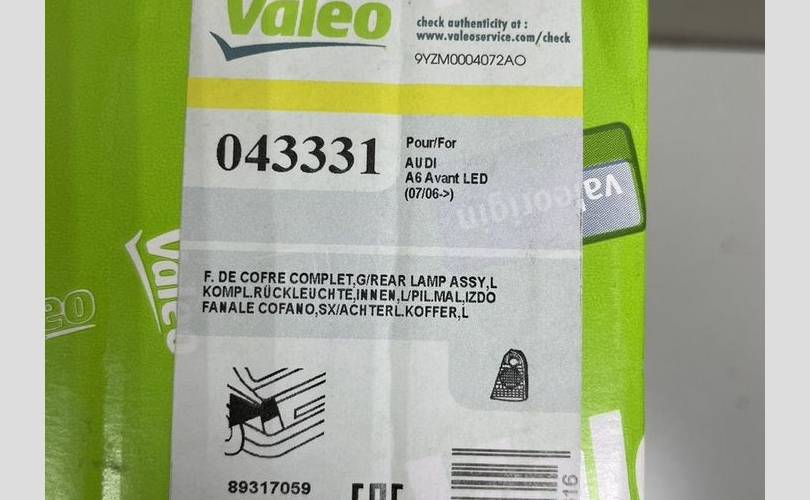 Valeo
check authenticity at :
www.valeoservice.com/check
9YZM0004072AO
043331
Pour/For
AUDI
A6 Avant LED
(07/06->)
valeorigin
Valeo
eo
F. DE COFRE COMPLET,G/REAR LAMP ASSY,L
KOMPL.RÜCKLEUCHTE,INNEN,L/PIL.MAL,IZDO
FANALE COFANO,SX/ACHTERL.KOFFER,L
89317059
16